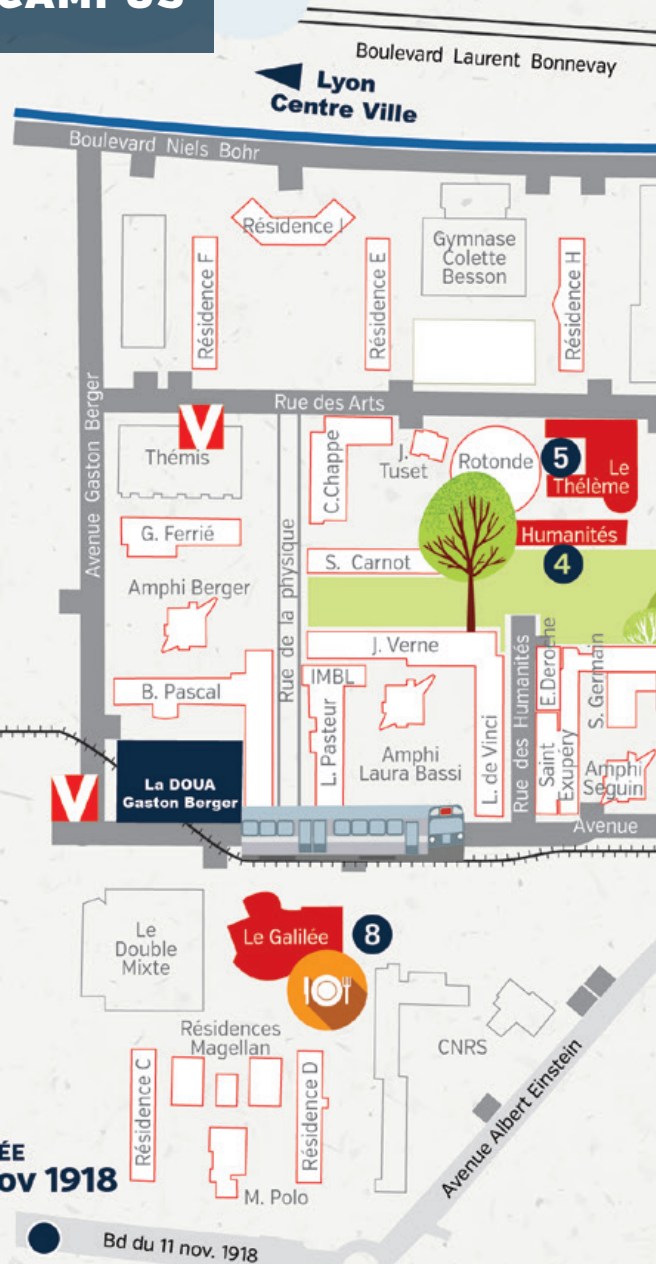 CAMPUS
Boulevard Laurent Bonnevay
Lyon
Centre Ville
Boulevard Niels Bohr
Résidence I
Résidence F
Résidence E
Gymnase
Colette
Besson
Résidence H
Avenue Gaston Berger
Rue des Arts
V
Thémis
C.Chappe
J.
Tuset
Rotonde
5
Le
Thélème
G. Ferrié
Humanités
4
S. Carnot
Rue de la physique
Amphi Berger
J. Verne
B. Pascal
IMBL
L. Pasteur
Amphi
Laura Bassi
L. de Vinci
Rue des Humanités
E.Derocne
Saint
Exupéry
S. Germain
Amphi
Seguin
V
La DOUA
Gaston Berger
Avenue
Le
Double
Mixte
Le Galilée
8
Résidences
Magellan
CNRS
Résidence C
Résidence D
M. Polo
Avenue Albert Einstein
ÉE
ov 1918
Bd du 11 nov. 1918